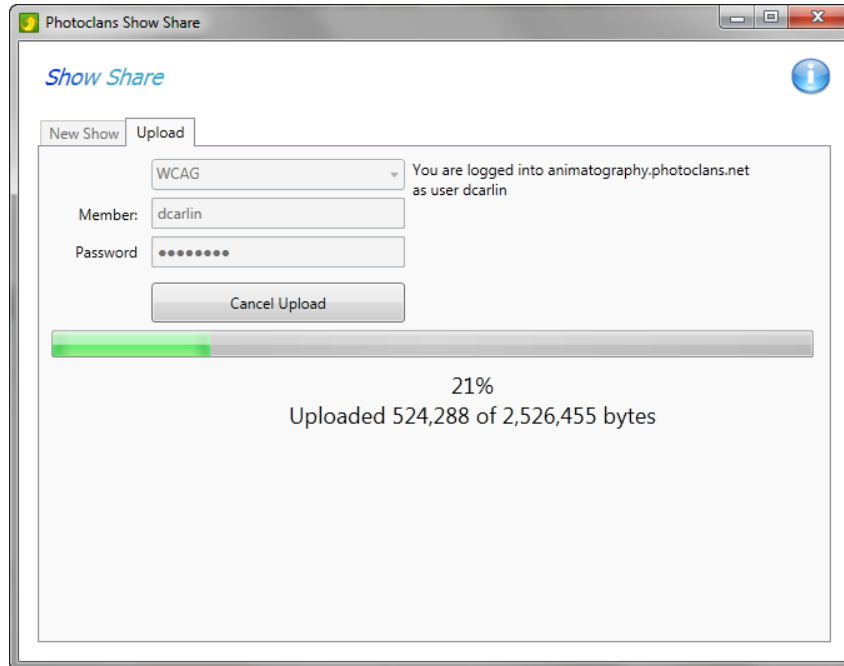 Photoclans Show Share
Show Share
New Show
Upload
WCAG
You are logged into animatography.photoclans.net
as user dcarlin
Member:
dcarlin
Password
●●●●●●●●
Cancel Upload
21%
Uploaded 524,288 of 2,526,455 bytes